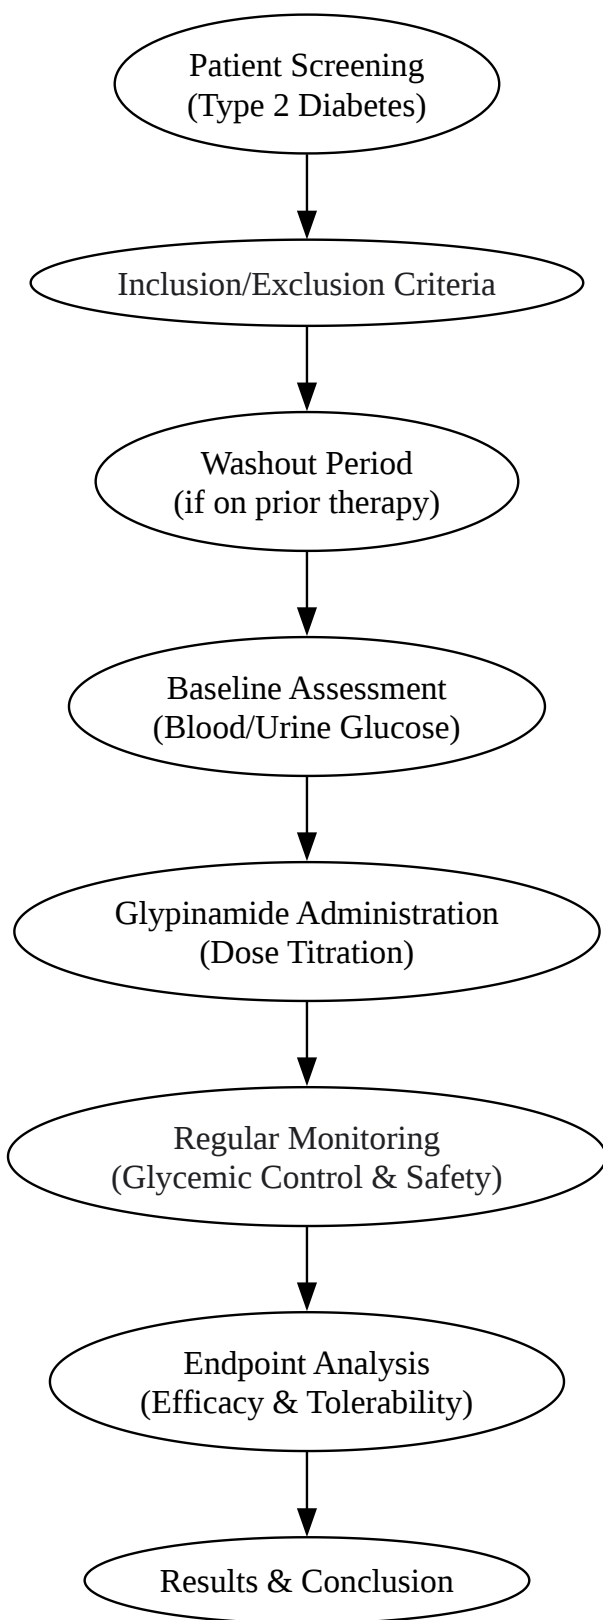 Patient Screening
(Type 2 Diabetes)
Inclusion/Exclusion Criteria
Washout Period
(if on prior therapy)
Baseline Assessment
(Blood/Urine Glucose)
Glypinamide Administration
(Dose Titration)
Regular Monitoring
(Glycemic Control & Safety)
Endpoint Analysis
(Efficacy & Tolerability)
Results & Conclusion